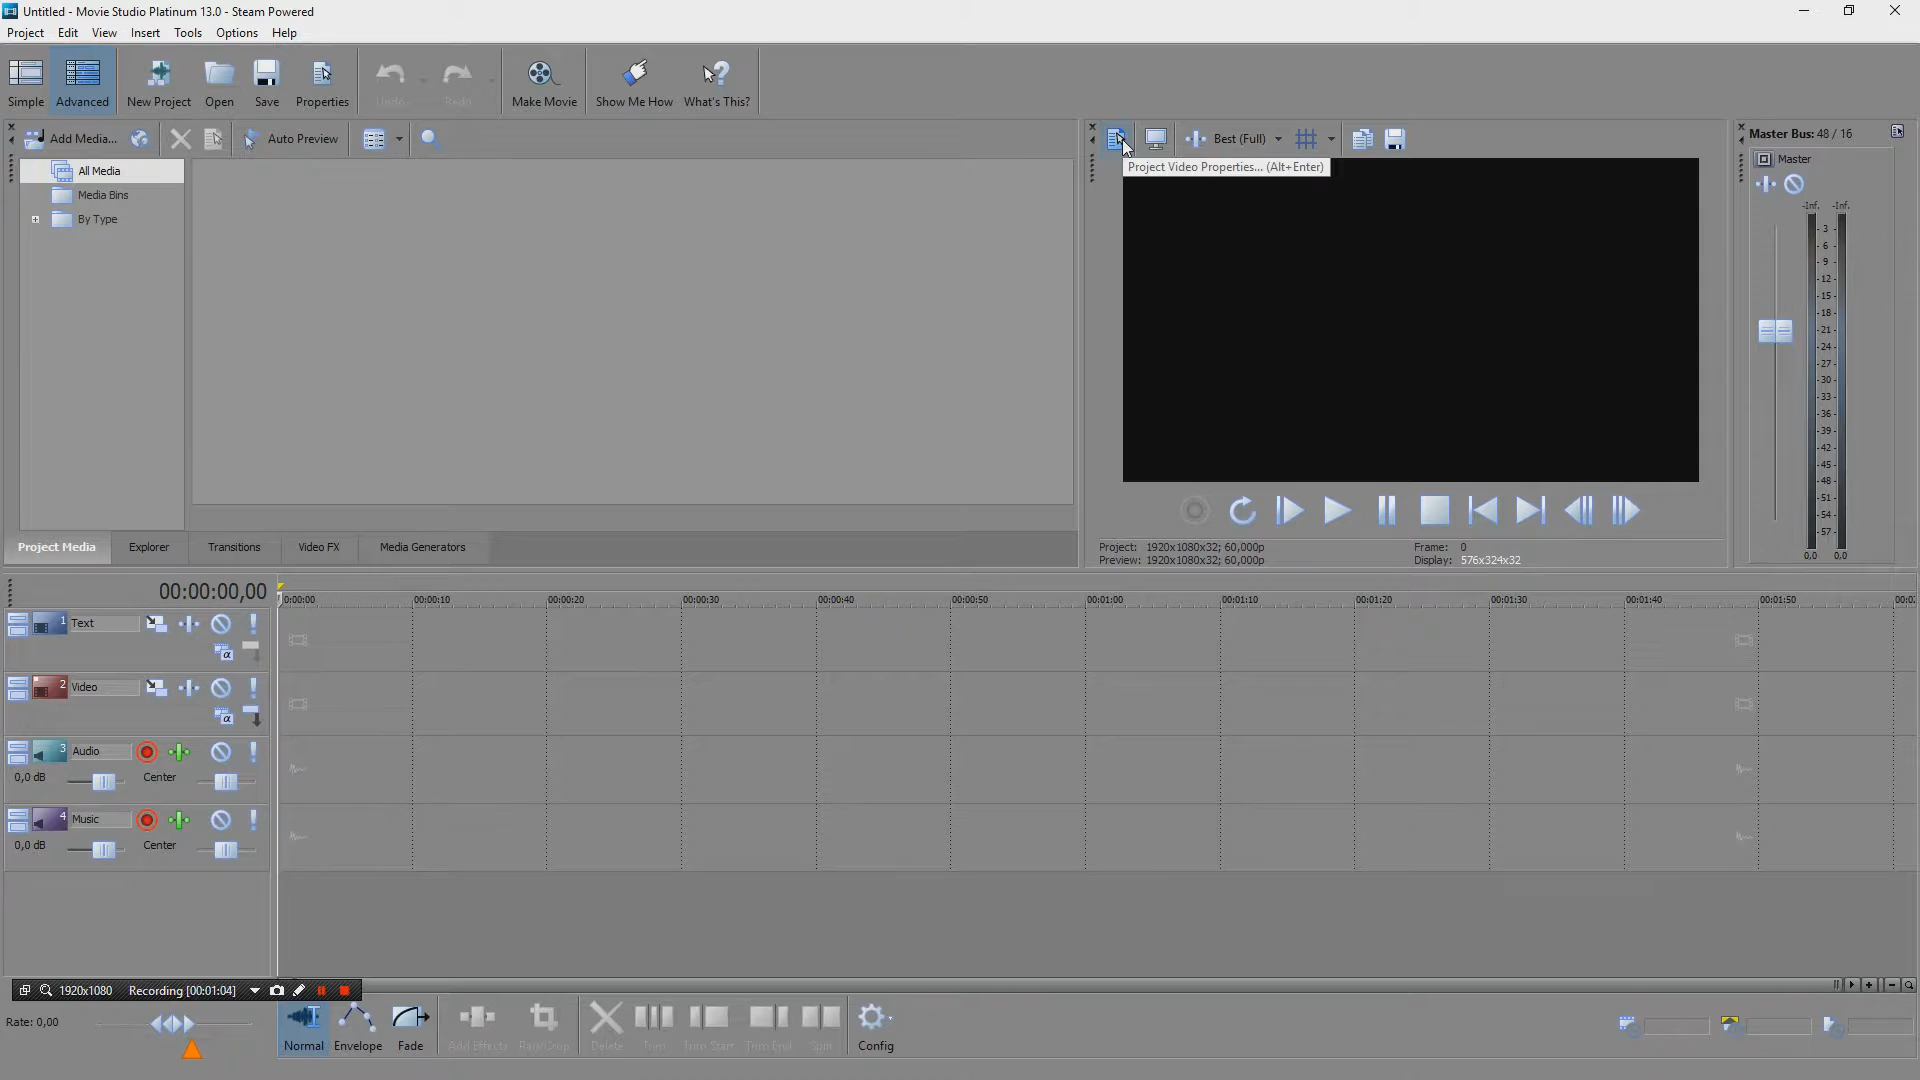 Untitled - Movie Studio Platinum 13.0 - Steam Powered
Project Edit View Insert Tools Options Help
Simple Advanced New Project Open Save Properties Undo Redo Make Movie Show Me How What's This?
Add Media... Auto Preview
Best (Full)
Master Bus: 48 / 16
Project Video Properties... (Alt+Enter)
Master
All Media
Media Bins
By Type
-Inf. -Inf.
3
6
9
12
15
18
21
24
27
30
33
36
39
42
45
48
51
54
57
0,0 0,0
Project Media Explorer Transitions Video FX Media Generators
Project: 1920x1080x32; 60,000p
Preview: 1920x1080x32; 60,000p
Frame: 0
Display: 576x324x32
00:00:00,00
0:00:00 00:00:10 00:00:20 00:00:30 00:00:40 00:00:50 00:01:00 00:01:10 00:01:20 00:01:30 00:01:40 00:01:50
1 Text
2 Video
3 Audio
0,0 dB Center
4 Music
0,0 dB Center
1920x1080 Recording [00:01:04]
Rate: 0,00
Normal Envelope Fade Add Effects Pan/Crop Delete Trim Trim Start Trim End Split Config